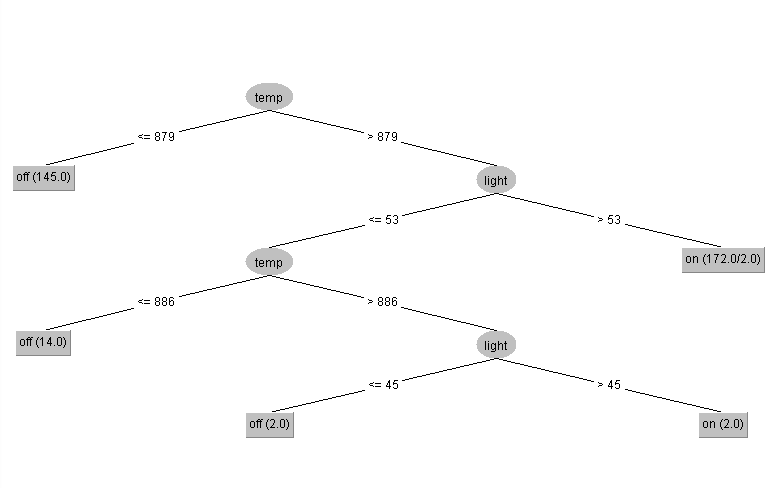 temp
<= 879
> 879
off (145.0)
light
<= 53
> 53
temp
on (172.0/2.0)
<= 886
> 886
off (14.0)
light
<= 45
> 45
off (2.0)
on (2.0)